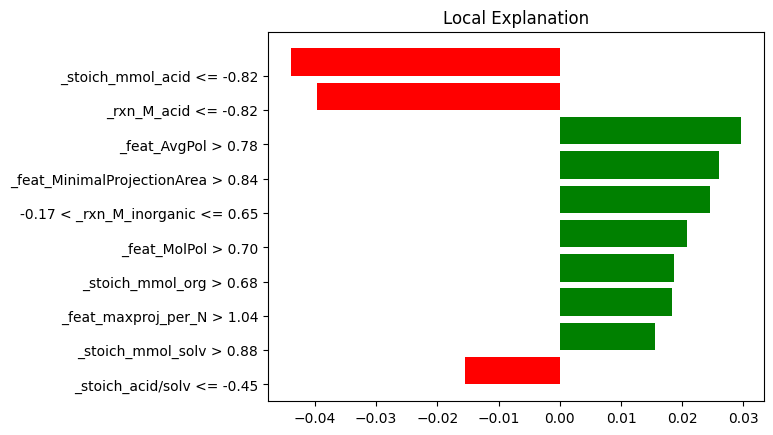 Local Explanation
_stoich_mmol_acid <= -0.82
_rxn_M_acid <= -0.82
_feat_AvgPol > 0.78
_feat_MinimalProjectionArea > 0.84
-0.17 < _rxn_M_inorganic <= 0.65
_feat_MolPol > 0.70
_stoich_mmol_org > 0.68
_feat_maxproj_per_N > 1.04
_stoich_mmol_solv > 0.88
_stoich_acid/solv <= -0.45
−0.04 −0.03 −0.02 −0.01 0.00 0.01 0.02 0.03